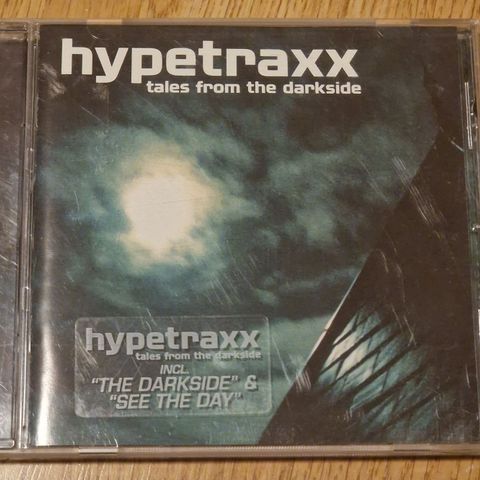 hypetraxx
tales from the darkside
hypetraxx
tales from the darkside
INCL.
"THE DARKSIDE" &
"SEE THE DAY"